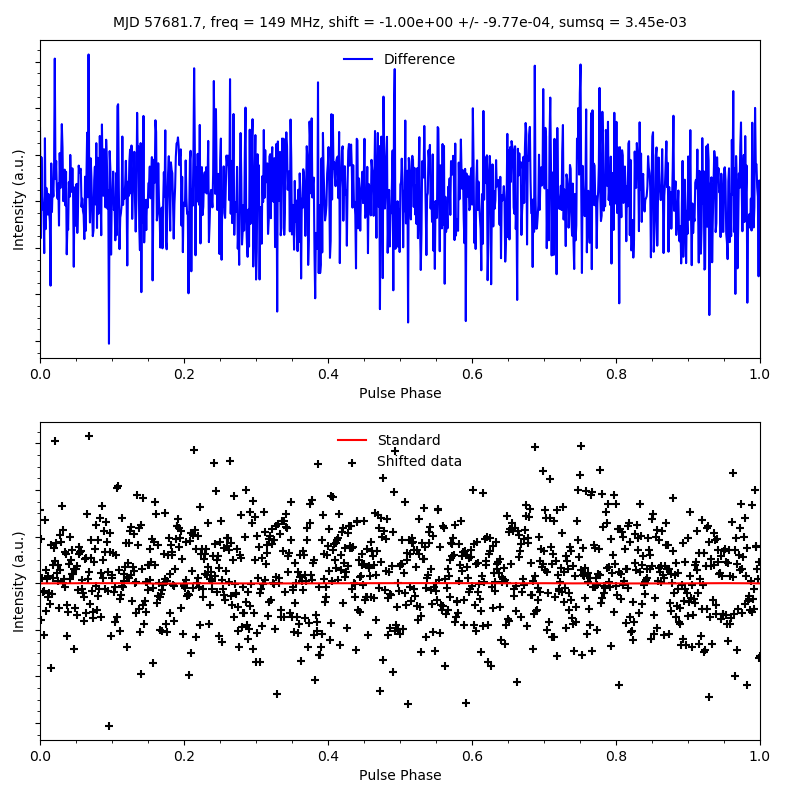 MJD 57681.7, freq = 149 MHz, shift = -1.00e+00 +/- -9.77e-04, sumsq = 3.45e-03
Difference
Intensity (a.u.)
0.0 0.2 0.4 0.6 0.8 1.0
Pulse Phase
Standard
Shifted data
Intensity (a.u.)
0.0 0.2 0.4 0.6 0.8 1.0
Pulse Phase